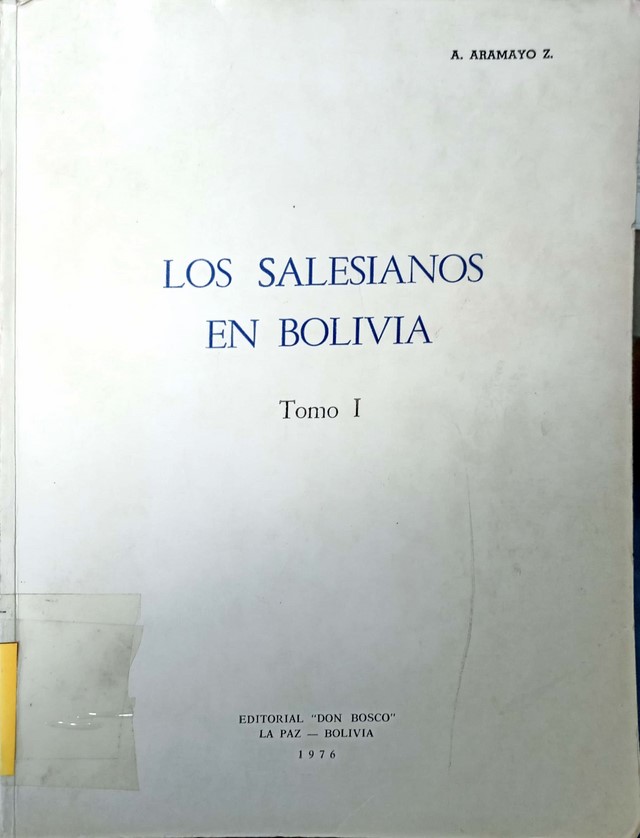 A. ARAMAYO Z.
LOS SALESIANOS
EN BOLIVIA
Tomo I
EDITORIAL "DON BOSCO"
LA PAZ — BOLIVIA
1976